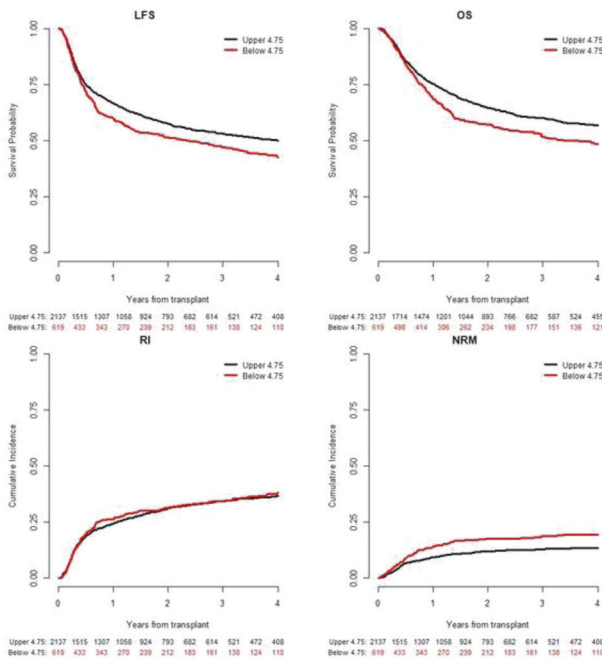 LFS
Upper 4.75
Below 4.75
Survival Probability
1.00
0.75
0.50
0.25
0.00
0 1 2 3 4
Years from transplant
Upper 4.75: 2137 1515 1307 1058 924 793 682 614 521 472 408
Below 4.75: 619 433 343 270 239 212 183 161 138 124 110
OS
Upper 4.75
Below 4.75
Survival Probability
1.00
0.75
0.50
0.25
0.00
0 1 2 3 4
Years from transplant
Upper 4.75: 2137 1714 1474 1201 1044 893 766 682 587 524 455
Below 4.75: 619 498 414 306 262 234 198 177 151 136 121
RI
Upper 4.75
Below 4.75
Cumulative Incidence
1.00
0.75
0.50
0.25
0.00
0 1 2 3 4
Years from transplant
Upper 4.75: 2137 1515 1307 1058 924 793 682 614 521 472 408
Below 4.75: 619 433 343 270 239 212 183 161 138 124 110
NRM
Upper 4.75
Below 4.75
Cumulative Incidence
1.00
0.75
0.50
0.25
0.00
0 1 2 3 4
Years from transplant
Upper 4.75: 2137 1515 1307 1058 924 793 682 614 521 472 408
Below 4.75: 619 433 343 270 239 212 183 161 138 124 110